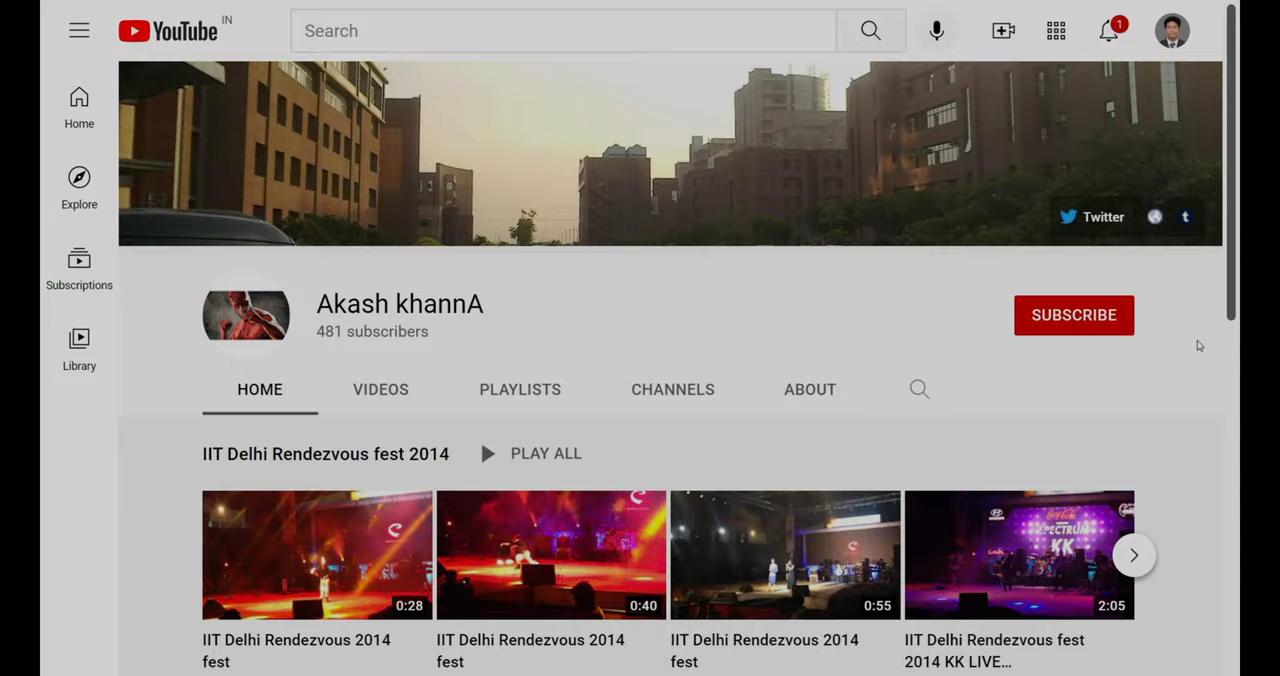 YouTube IN
Search
1
Home
Explore
Subscriptions
Library
Twitter
t
Akash khannA
481 subscribers
SUBSCRIBE
HOME VIDEOS PLAYLISTS CHANNELS ABOUT
IIT Delhi Rendezvous fest 2014 PLAY ALL
0:28
0:40
0:55
SPECTRUM
KK
2:05
IIT Delhi Rendezvous 2014
fest
IIT Delhi Rendezvous 2014
fest
IIT Delhi Rendezvous 2014
fest
IIT Delhi Rendezvous fest
2014 KK LIVE...